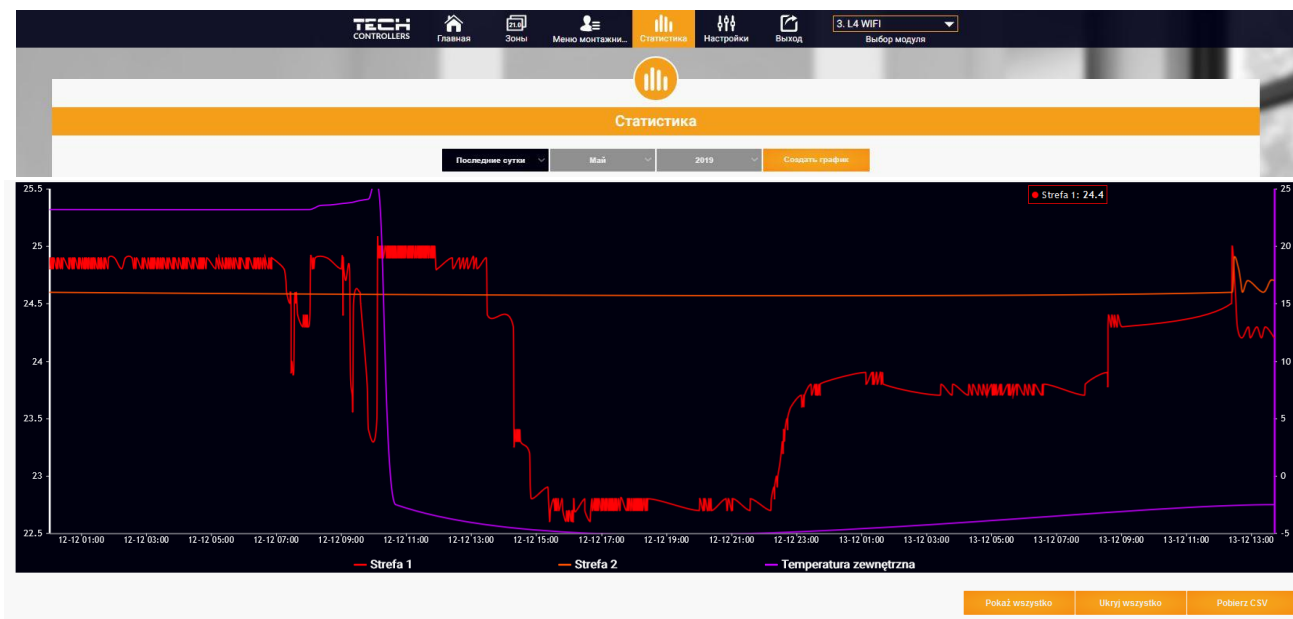 TECH
CONTROLLERS
Главная
21.0
Зоны
Меню монтажни...
Статистика
Настройки
Выход
3. L4 WIFI
Выбор модуля
Статистика
Последние сутки
Май
2019
Создать график
Strefa 1: 24.4
25.5
25
24.5
24
23.5
23
22.5
25
20
15
10
5
0
-5
12-12 01:00 12-12 03:00 12-12 05:00 12-12 07:00 12-12 09:00 12-12 11:00 12-12 13:00 12-12 15:00 12-12 17:00 12-12 19:00 12-12 21:00 12-12 23:00 13-12 01:00 13-12 03:00 13-12 05:00 13-12 07:00 13-12 09:00 13-12 11:00 13-12 13:00
Strefa 1 Strefa 2 Temperatura zewnętrzna
Pokaż wszystko Ukryj wszystko Pobierz CSV